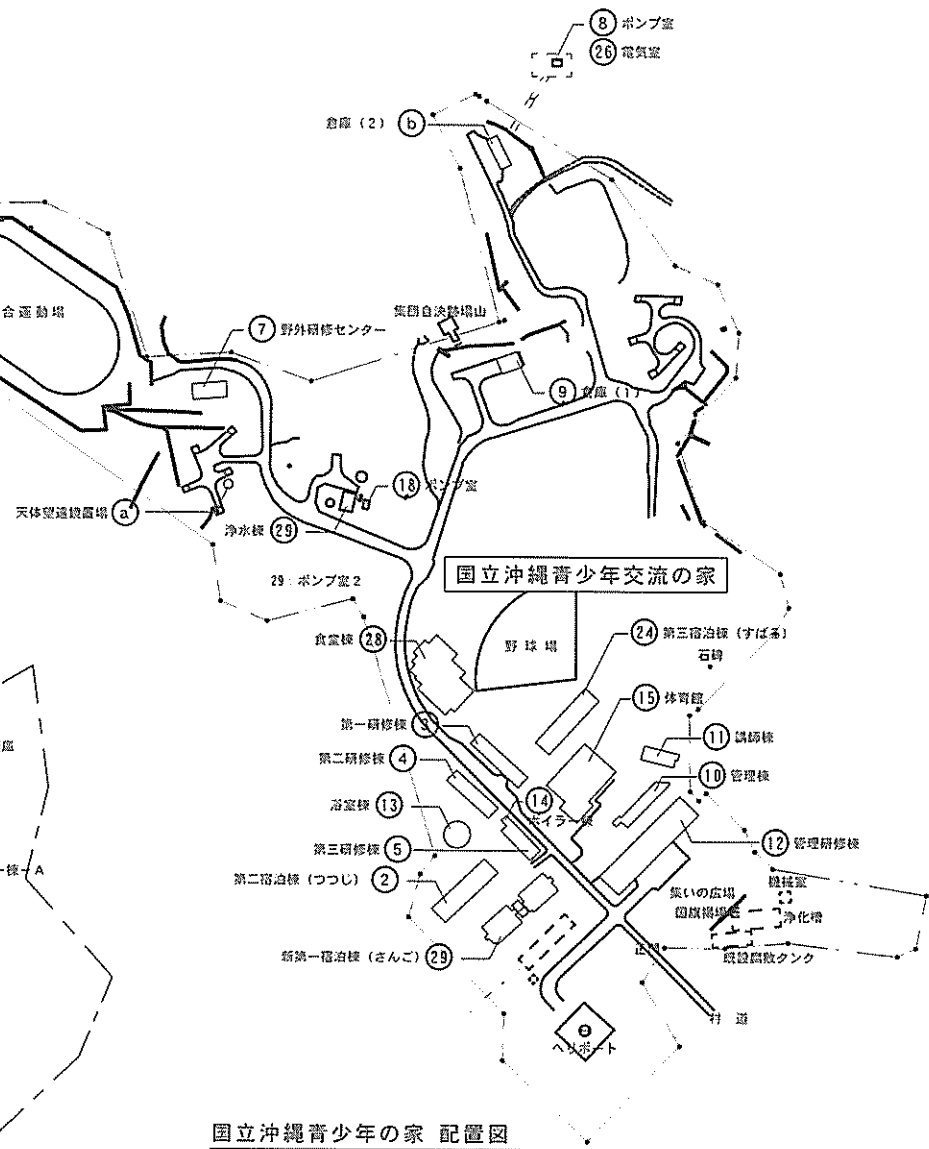 ⑧ ポンプ室
㉖ 電気室
倉庫(2) ⓑ
合運動場
⑦ 野外研修センター
集団自決跡場山
⑨ 倉庫(1)
⑱ ポンプ室
天体望遠鏡置場 ⓐ
浄水棟 ㉙
29:ポンプ室2
国立沖縄青少年交流の家
食堂棟 ㉘
野球場
㉔ 第三宿泊棟(すばる)
石碑
⑮ 体育館
第一研修棟 ③
⑪ 講師棟
第二研修棟 ④
⑩ 管理棟
⑭
ボイラー棟
浴室棟 ⑬
⑫ 管理研修棟
第三研修棟 ⑤
第二宿泊棟(つつじ) ②
機械室
集いの広場
国旗掲場
浄化槽
新第一宿泊棟(さんご) ㉙
正門
既設腐敗タンク
村 道
ヘリポート
棟-A
国立沖縄青少年の家 配置図